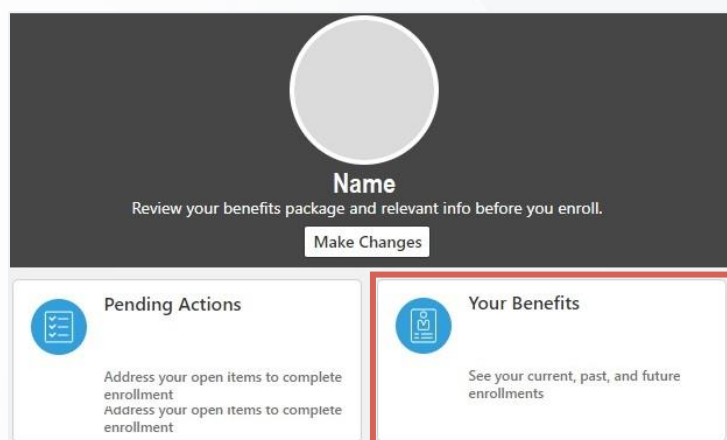 Name
Review your benefits package and relevant info before you enroll.
Make Changes
Pending Actions
Address your open items to complete
enrollment
Address your open items to complete
enrollment
Your Benefits
See your current, past, and future
enrollments